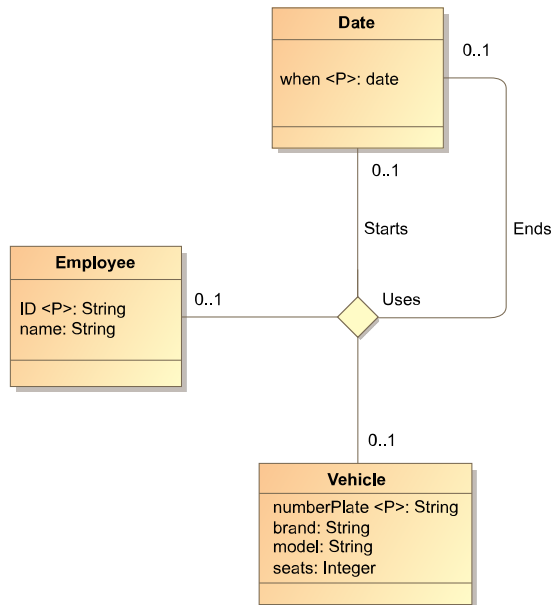 Date
0..1
when <P>: date
0..1
Starts
Ends
Employee
0..1
ID <P>: String
name: String
Uses
0..1
Vehicle
numberPlate <P>: String
brand: String
model: String
seats: Integer